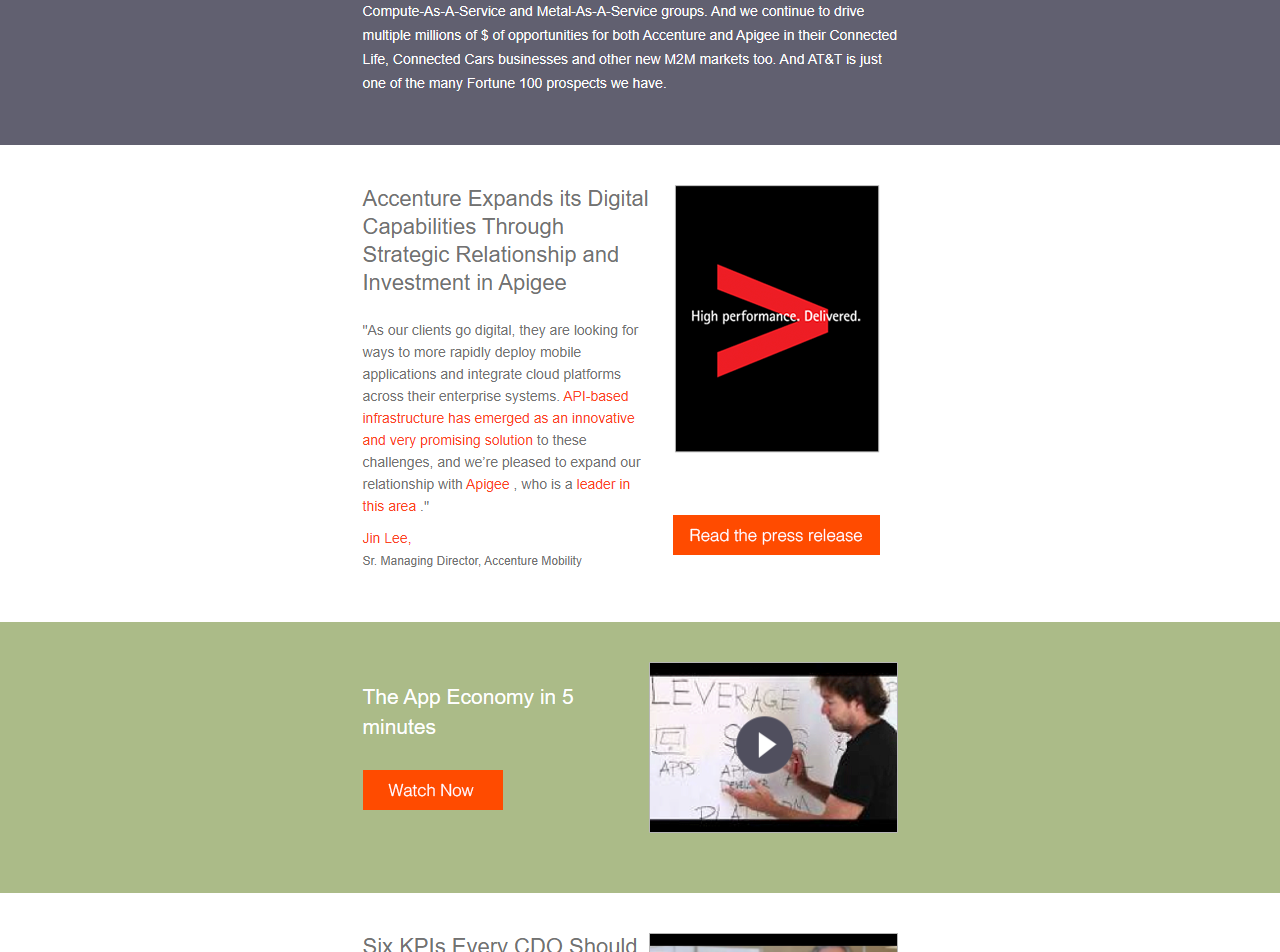 Compute-As-A-Service and Metal-As-A-Service groups. And we continue to drive
multiple millions of $ of opportunities for both Accenture and Apigee in their Connected
Life, Connected Cars businesses and other new M2M markets too. And AT&T is just
one of the many Fortune 100 prospects we have.
Accenture Expands its Digital
Capabilities Through
Strategic Relationship and
Investment in Apigee
"As our clients go digital, they are looking for
ways to more rapidly deploy mobile
applications and integrate cloud platforms
across their enterprise systems. API-based
infrastructure has emerged as an innovative
and very promising solution to these
challenges, and we’re pleased to expand our
relationship with Apigee , who is a leader in
this area ."
Jin Lee,
Sr. Managing Director, Accenture Mobility
High performance. Delivered.
Read the press release
The App Economy in 5
minutes
Watch Now
LEVERAGE
APPS
DEVELOPER
PLATFORM
Six KPIs Every CDO Should